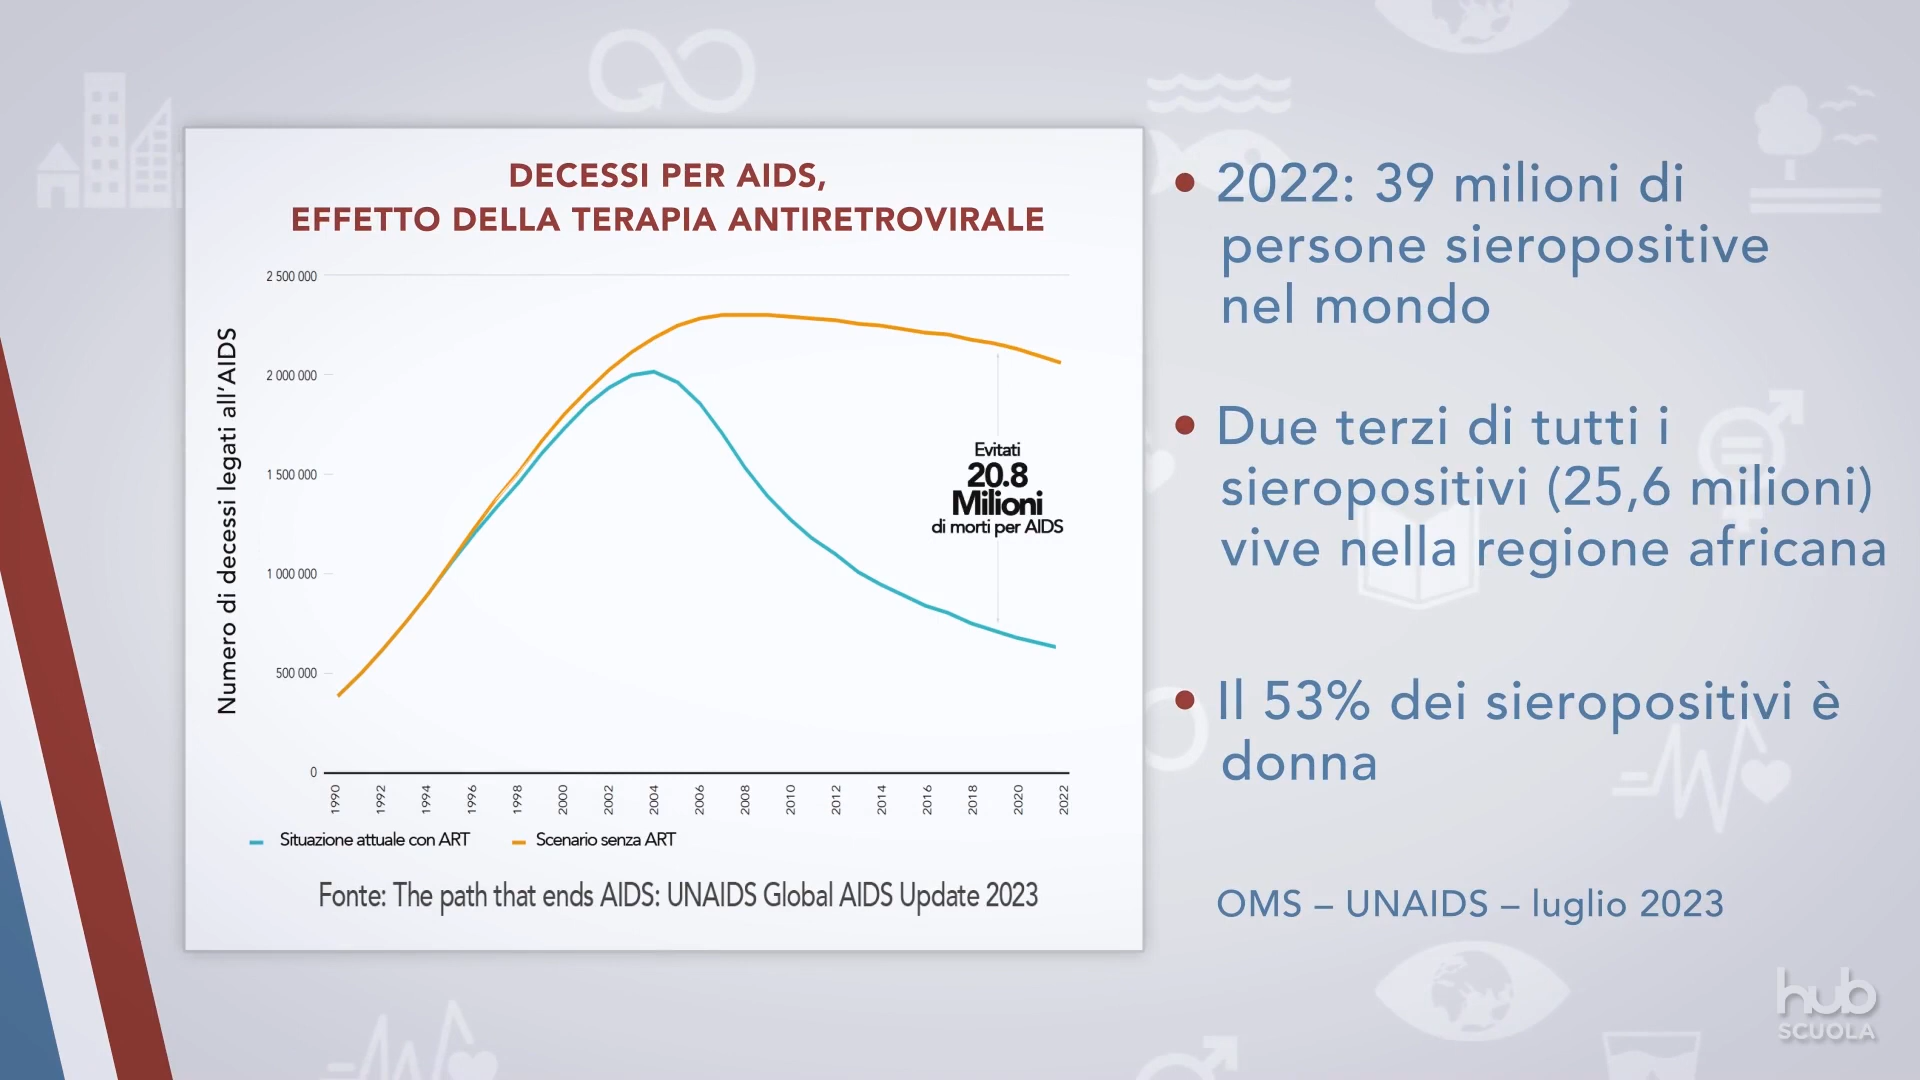 DECESSI PER AIDS,
EFFETTO DELLA TERAPIA ANTIRETROVIRALE
Numero di decessi legati all'AIDS
2 500 000
2 000 000
1 500 000
1 000 000
500 000
0
Evitati
20.8
Milioni
di morti per AIDS
1990 1992 1994 1996 1998 2000 2002 2004 2006 2008 2010 2012 2014 2016 2018 2020 2022
Situazione attuale con ART Scenario senza ART
Fonte: The path that ends AIDS: UNAIDS Global AIDS Update 2023
• 2022: 39 milioni di
persone sieropositive
nel mondo
• Due terzi di tutti i
sieropositivi (25,6 milioni)
vive nella regione africana
• Il 53% dei sieropositivi è
donna
OMS – UNAIDS – luglio 2023
hub
SCUOLA